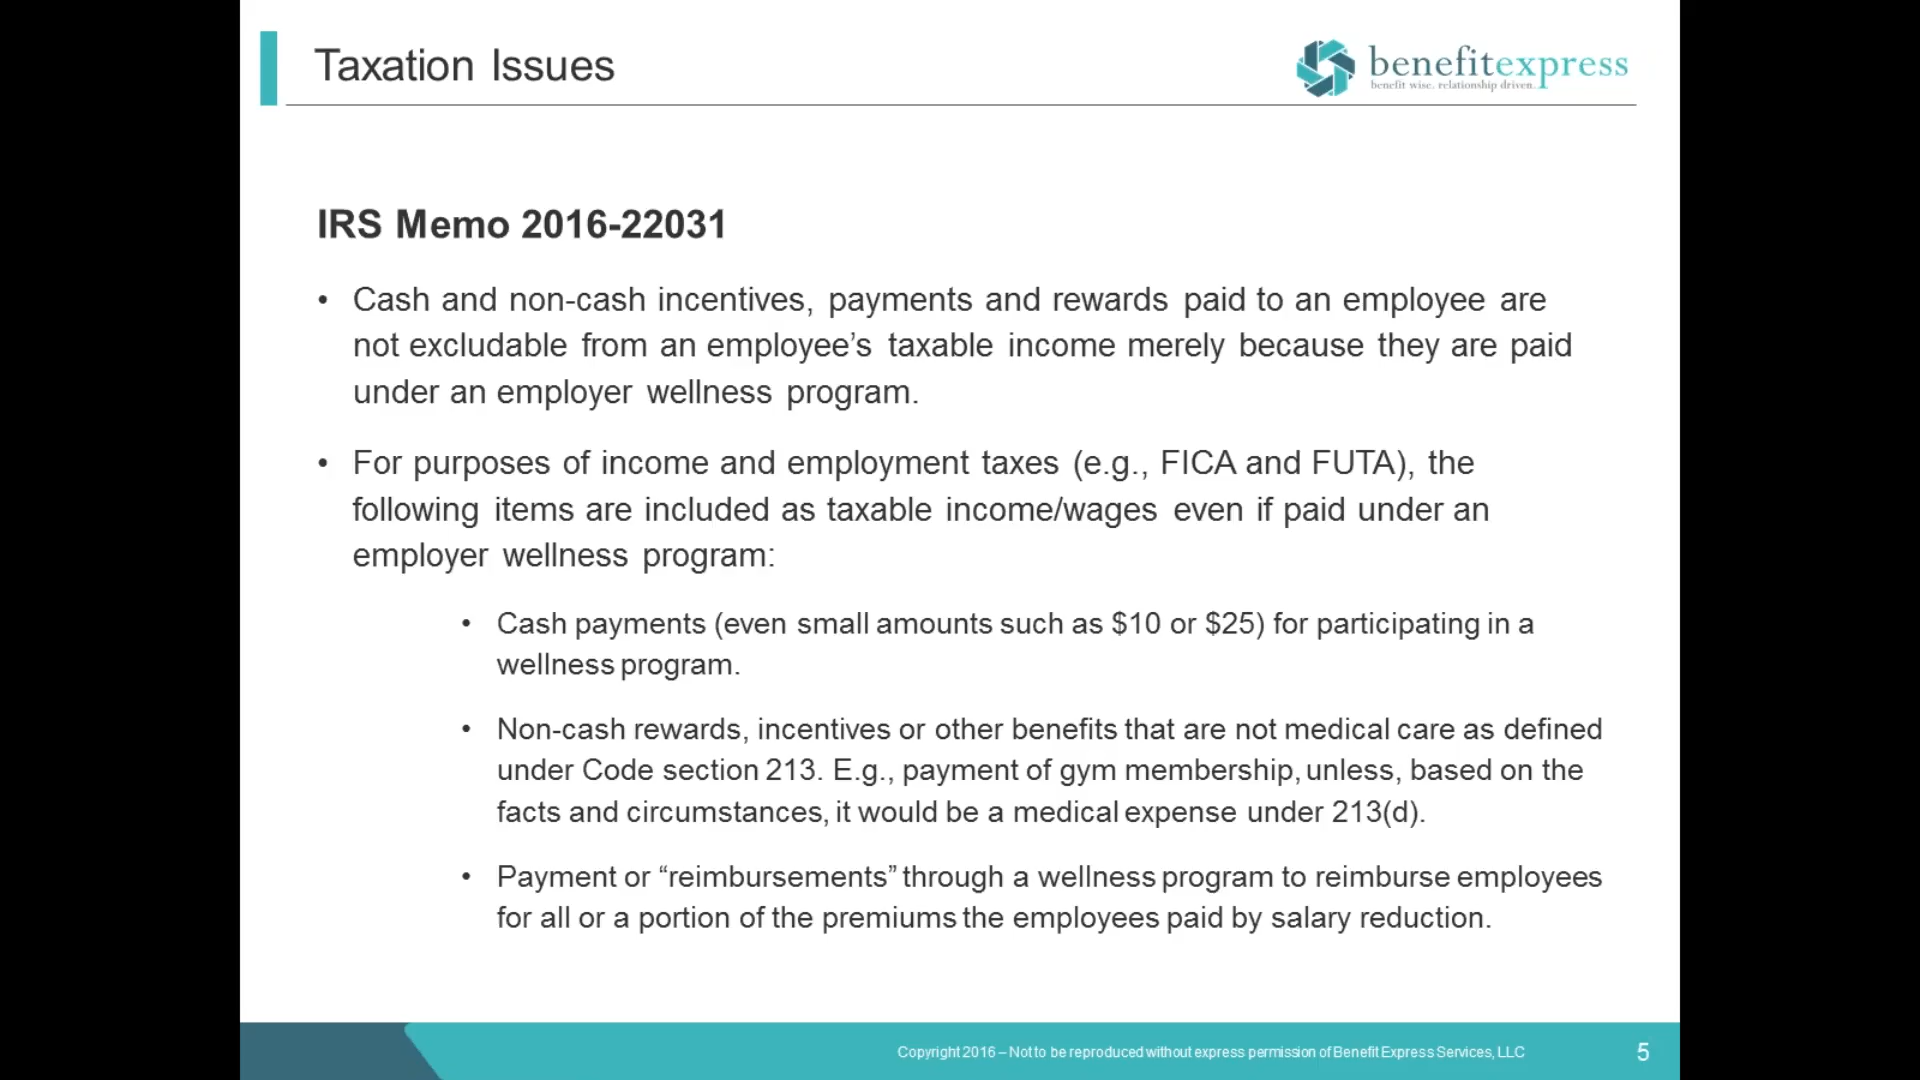 Taxation Issues
benefitexpress
benefit wise. relationship driven.
IRS Memo 2016-22031
• Cash and non-cash incentives, payments and rewards paid to an employee are
not excludable from an employee’s taxable income merely because they are paid
under an employer wellness program.
• For purposes of income and employment taxes (e.g., FICA and FUTA), the
following items are included as taxable income/wages even if paid under an
employer wellness program:
• Cash payments (even small amounts such as $10 or $25) for participating in a
wellness program.
• Non-cash rewards, incentives or other benefits that are not medical care as defined
under Code section 213. E.g., payment of gym membership, unless, based on the
facts and circumstances, it would be a medical expense under 213(d).
• Payment or “reimbursements” through a wellness program to reimburse employees
for all or a portion of the premiums the employees paid by salary reduction.
Copyright 2016 – Not to be reproduced without express permission of Benefit Express Services, LLC
5